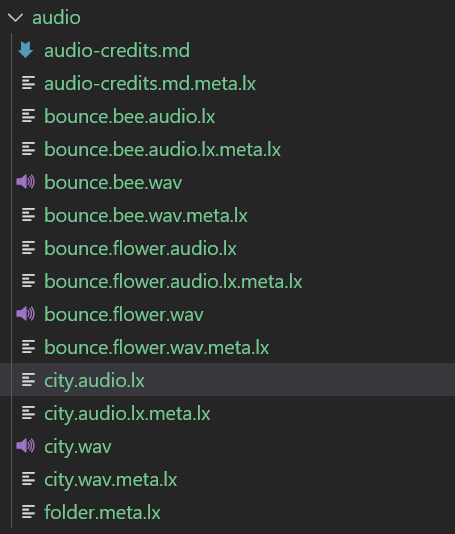 audio
audio-credits.md
audio-credits.md.meta.lx
bounce.bee.audio.lx
bounce.bee.audio.lx.meta.lx
bounce.bee.wav
bounce.bee.wav.meta.lx
bounce.flower.audio.lx
bounce.flower.audio.lx.meta.lx
bounce.flower.wav
bounce.flower.wav.meta.lx
city.audio.lx
city.audio.lx.meta.lx
city.wav
city.wav.meta.lx
folder.meta.lx